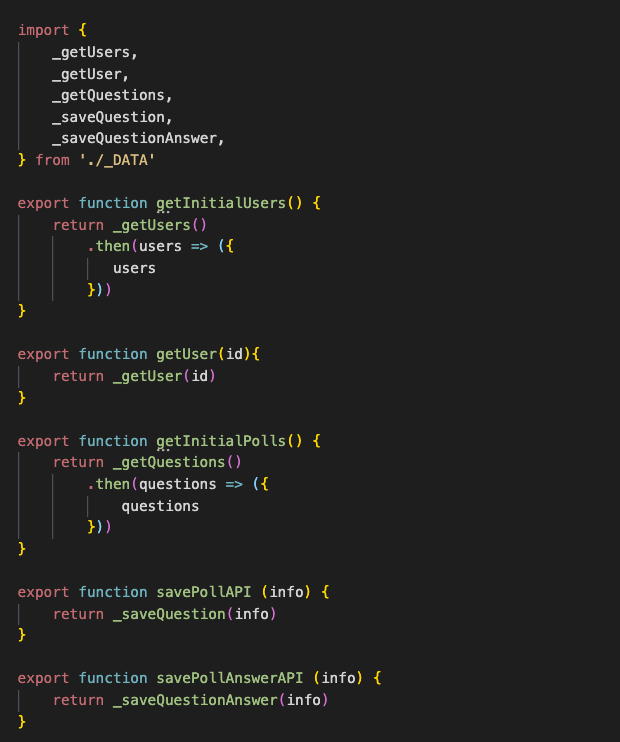 import {
    _getUsers,
    _getUser,
    _getQuestions,
    _saveQuestion,
    _saveQuestionAnswer,
} from './_DATA'

export function getInitialUsers() {
    return _getUsers()
        .then(users => ({
           users
        }))
}

export function getUser(id){
    return _getUser(id)
}

export function getInitialPolls() {
    return _getQuestions()
        .then(questions => ({
            questions
        }))
}

export function savePollAPI (info) {
    return _saveQuestion(info)
}

export function savePollAnswerAPI (info) {
    return _saveQuestionAnswer(info)
}